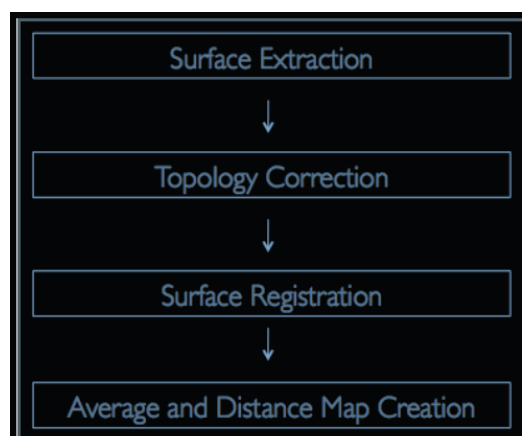 Surface Extraction
Topology Correction
Surface Registration
Average and Distance Map Creation